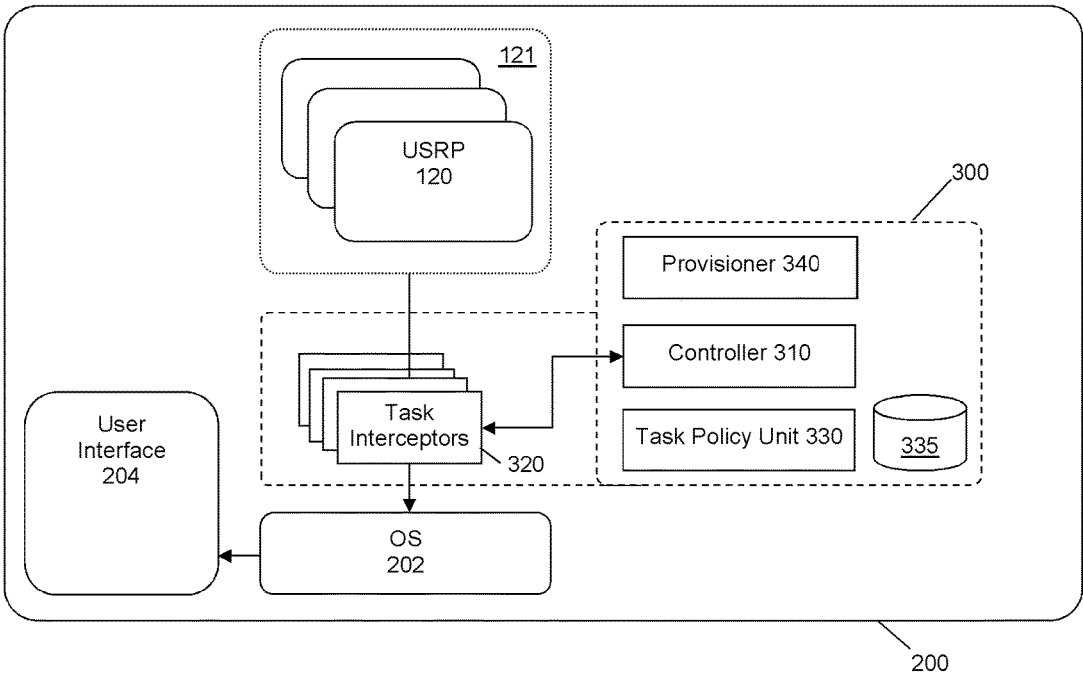 121
USRP
120
300
Provisioner 340
Controller 310
Task
Interceptors
320
Task Policy Unit 330
335
User
Interface
204
OS
202
200